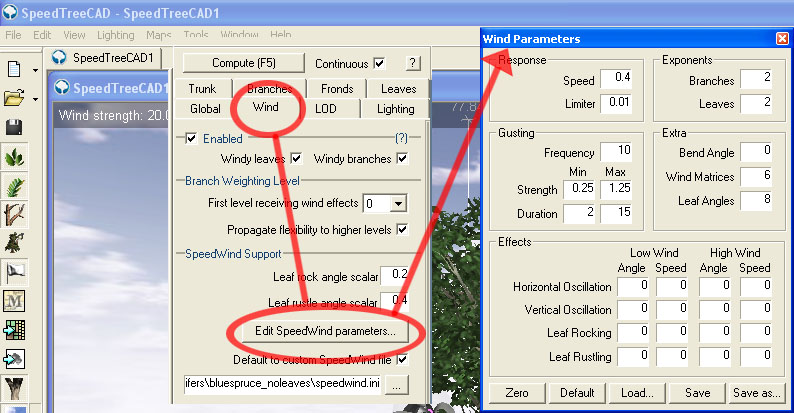 SpeedTreeCAD - SpeedTreeCAD1
File Edit View Lighting Maps Tools Window Help
SpeedTreeCAD1
SpeedTreeCAD1
Wind strength: 20.0
77.8
Compute (F5) Continuous ?
Trunk Branches Fronds Leaves
Global Wind LOD Lighting
Enabled (?)
Windy leaves Windy branches
Branch Weighting Level
First level receiving wind effects 0
Propagate flexibility to higher levels
SpeedWind Support
Leaf rock angle scalar 0.2
Leaf rustle angle scalar 0.4
Edit SpeedWind parameters...
Default to custom SpeedWind file
ifers\bluespruce_noleaves\speedwind.ini ...
Wind Parameters
Response
Speed 0.4
Limiter 0.01
Exponents
Branches 2
Leaves 2
Gusting
Frequency 10
Min Max
Strength 0.25 1.25
Duration 2 15
Extra
Bend Angle 0
Wind Matrices 6
Leaf Angles 8
Effects
Low Wind High Wind
Angle Speed Angle Speed
Horizontal Oscillation 0 0 0 0
Vertical Oscillation 0 0 0 0
Leaf Rocking 0 0 0 0
Leaf Rustling 0 0 0 0
Zero Default Load... Save Save as...